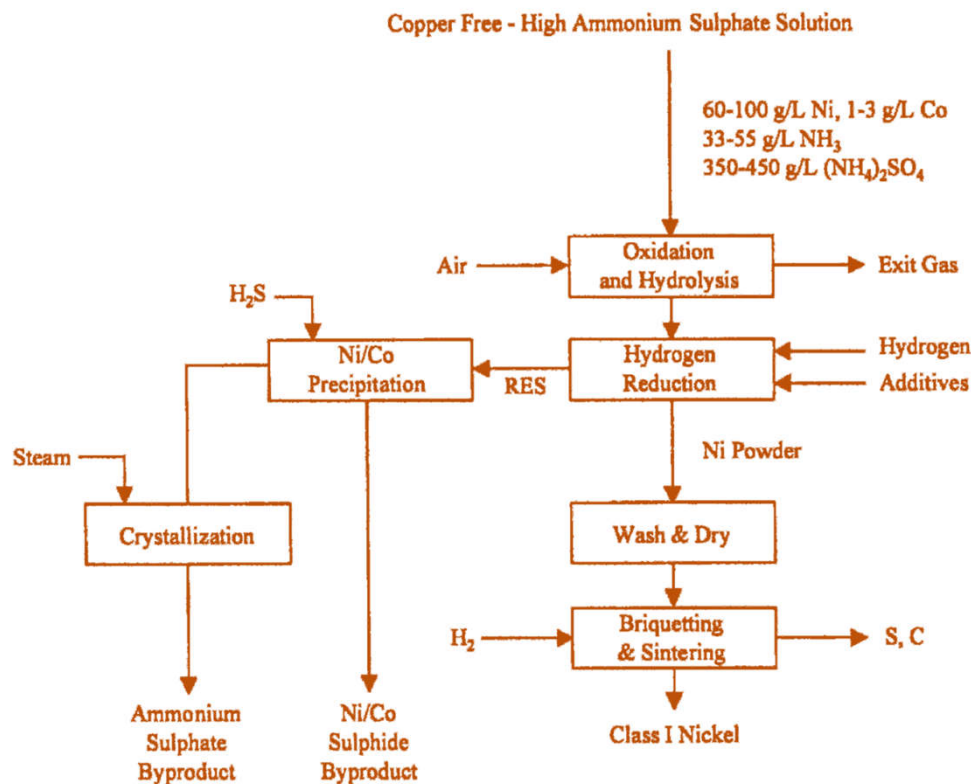 Copper Free - High Ammonium Sulphate Solution
60-100 g/L Ni, 1-3 g/L Co
33-55 g/L NH₃
350-450 g/L (NH₄)₂SO₄
Air
Oxidation
and Hydrolysis
Exit Gas
H₂S
Ni/Co
Precipitation
RES
Hydrogen
Reduction
Hydrogen
Additives
Ni Powder
Steam
Crystallization
Wash & Dry
H₂
Briquetting
& Sintering
S, C
Ammonium
Sulphate
Byproduct
Ni/Co
Sulphide
Byproduct
Class I Nickel